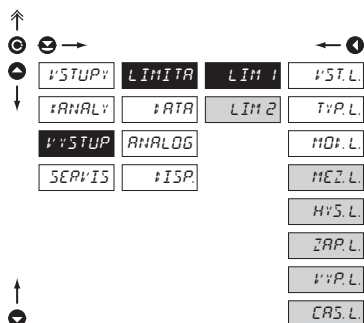 VSTUPY LIMITA LIM 1 VST. L.
KANALY DATA LIM 2 TYP. L.
VYSTUP ANALOG MOD. L.
SERVIS DISP. MEZ. L.
HYS. L.
ZAP. L.
VYP. L.
CAS. L.